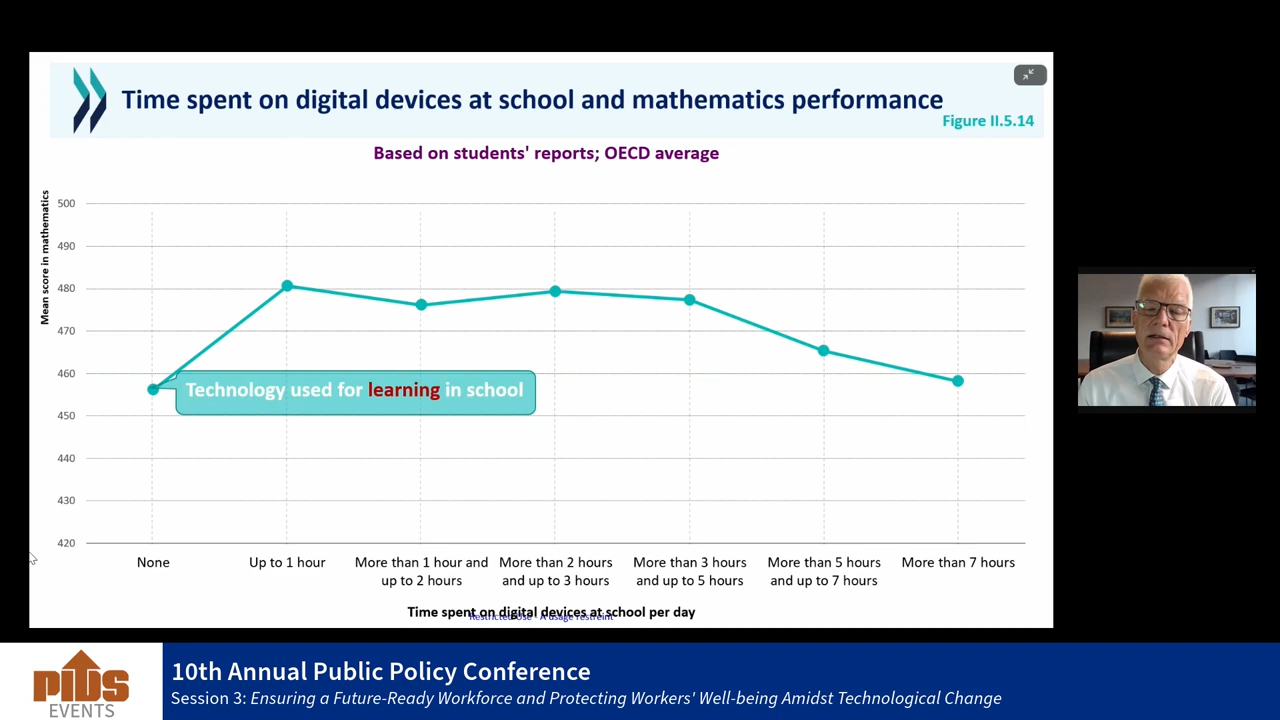 Time spent on digital devices at school and mathematics performance
Figure II.5.14
Based on students' reports; OECD average
Mean score in mathematics
500
490
480
470
460
450
440
430
420
Technology used for learning in school
None
Up to 1 hour
More than 1 hour and
up to 2 hours
More than 2 hours
and up to 3 hours
More than 3 hours
and up to 5 hours
More than 5 hours
and up to 7 hours
More than 7 hours
Time spent on digital devices at school per day
Restricted Use - À usage restreint
PIDS
EVENTS
10th Annual Public Policy Conference
Session 3: Ensuring a Future-Ready Workforce and Protecting Workers' Well-being Amidst Technological Change